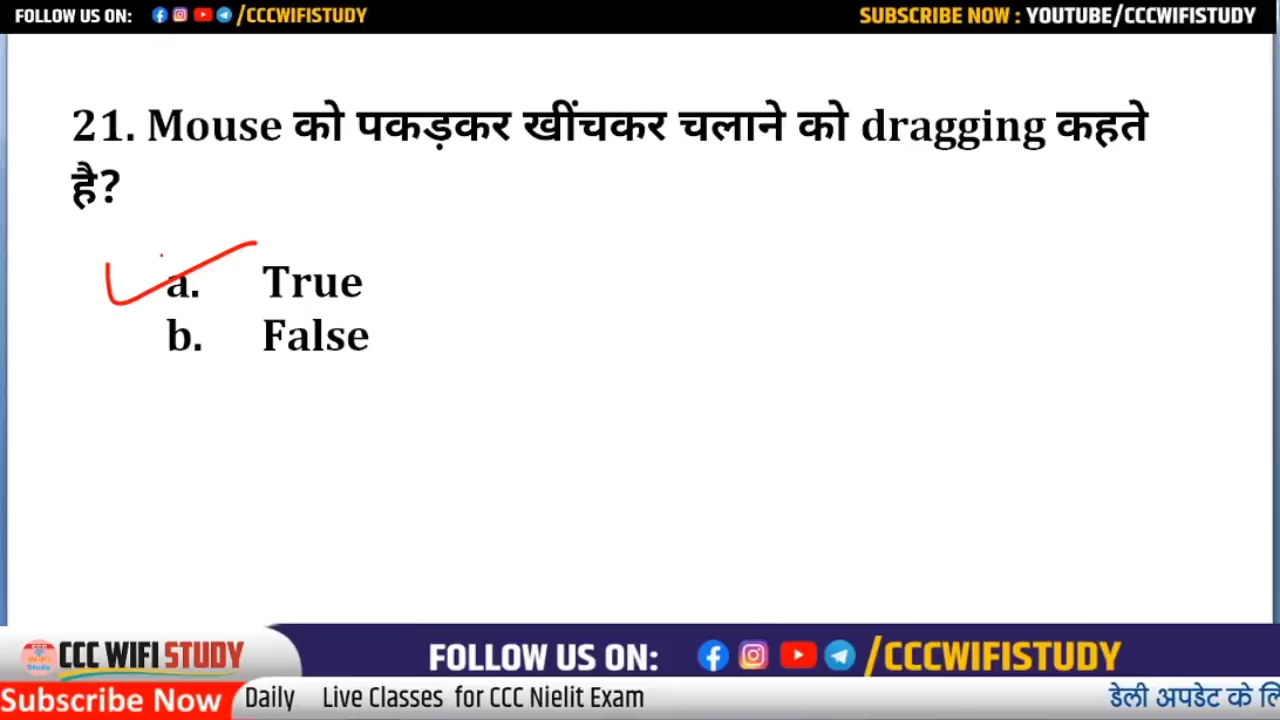 FOLLOW US ON: /CCCWIFISTUDY
SUBSCRIBE NOW : YOUTUBE/CCCWIFISTUDY
21. Mouse को पकड़कर खींचकर चलाने को dragging कहते
है?
a. True
b. False
CCC WIFI STUDY
FOLLOW US ON: /CCCWIFISTUDY
Subscribe Now Daily Live Classes for CCC Nielit Exam डेली अपडेट के